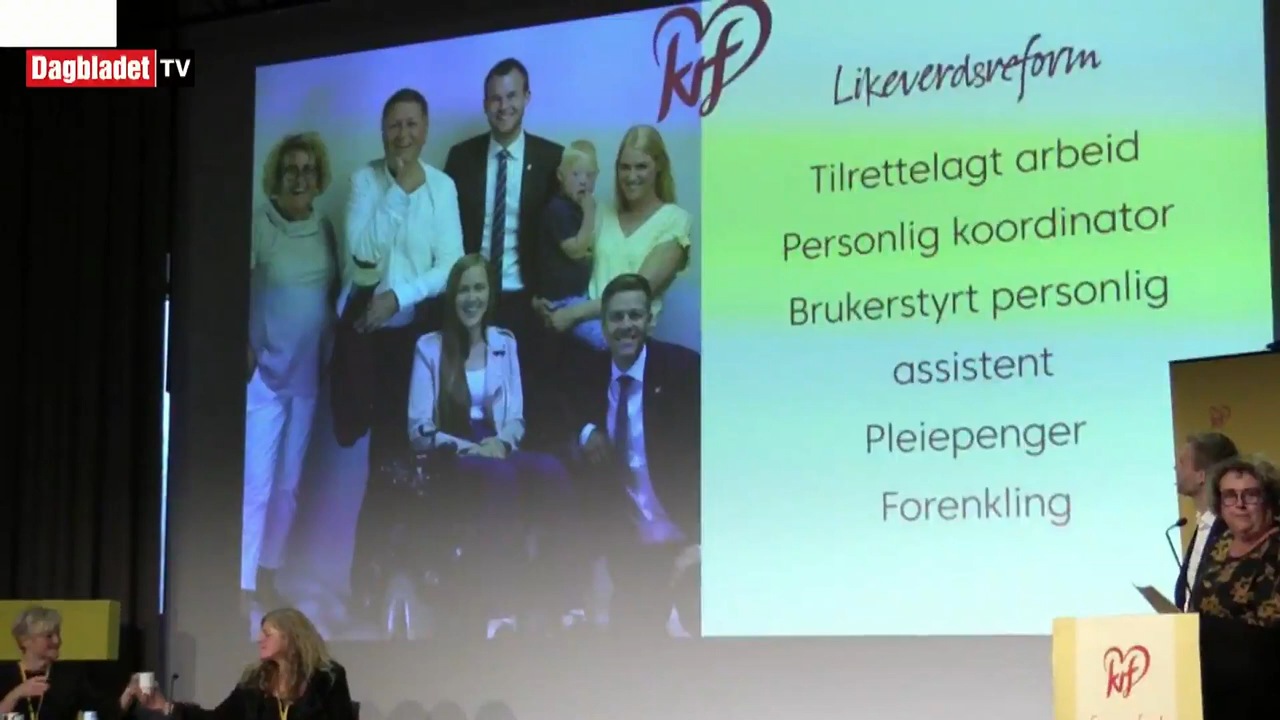 Dagbladet TV
krf
Likeverdsreform
Tilrettelagt arbeid
Personlig koordinator
Brukerstyrt personlig
assistent
Pleiepenger
Forenkling
krf